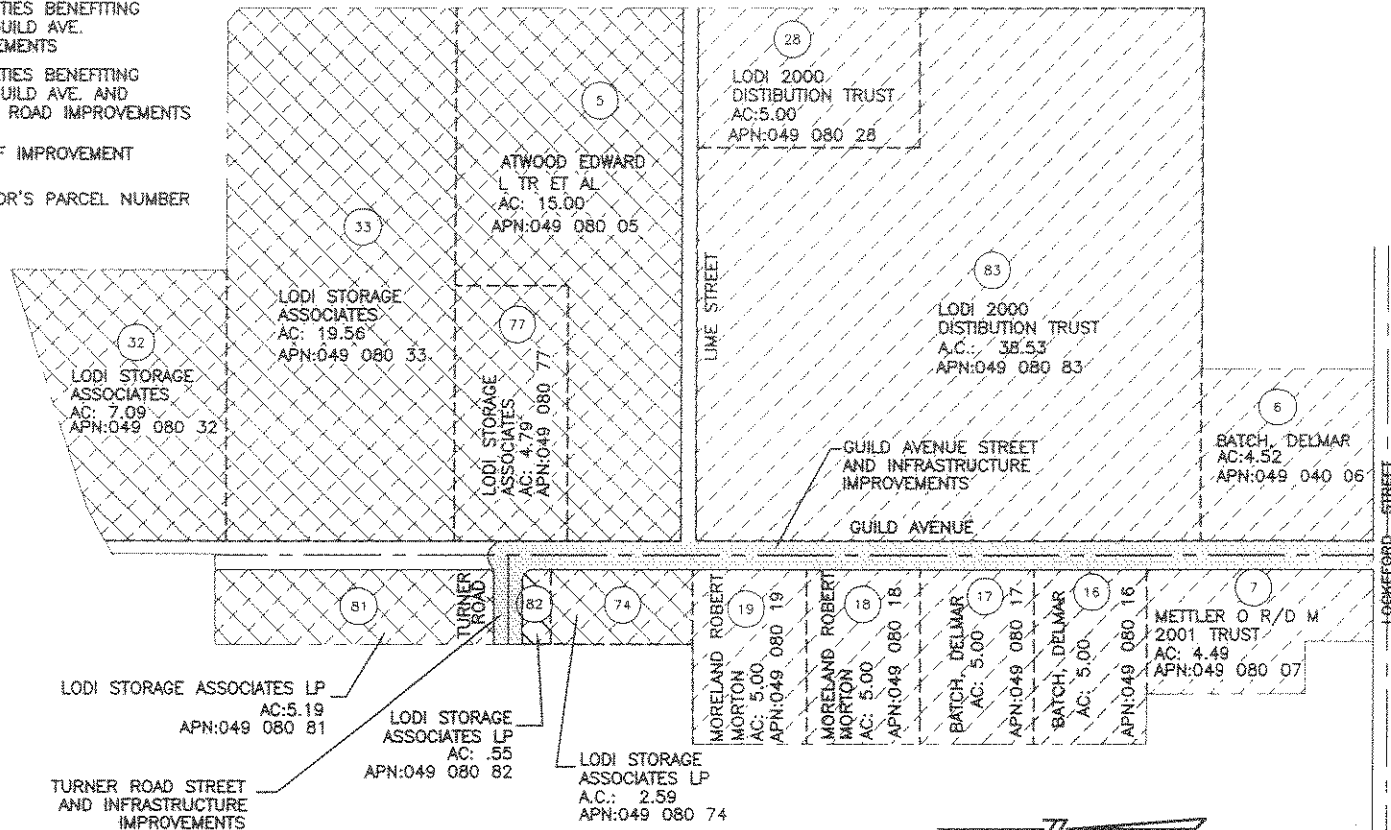 TIES BENEFITING
GUILD AVE.
EMENTS
TIES BENEFITING
GUILD AVE. AND
ROAD IMPROVEMENTS
F IMPROVEMENT
OR'S PARCEL NUMBER
28
LODI 2000
DISTIBUTION TRUST
AC:5.00
APN:049 080 28
5
ATWOOD EDWARD
L TR ET AL
AC: 15.00
APN:049 080 05
33
LODI STORAGE
ASSOCIATES
AC: 19.56
APN:049 080 33
77
LODI STORAGE
ASSOCIATES
AC: 4.79
APN:049 080 77
LIME STREET
83
LODI 2000
DISTIBUTION TRUST
A.C.: 38.53
APN:049 080 83
32
LODI STORAGE
ASSOCIATES
AC: 7.09
APN:049 080 32
6
BATCH, DELMAR
AC:4.52
APN:049 040 06
GUILD AVENUE STREET
AND INFRASTRUCTURE
IMPROVEMENTS
GUILD AVENUE
LOCKEFORD STREET
81
TURNER
ROAD
82
74
19
MORELAND ROBERT
MORTON
AC: 5.00
APN:049 080 19
18
MORELAND ROBERT
MORTON
AC: 5.00
APN:049 080 18
17
BATCH, DELMAR
AC: 5.00
APN:049 080 17
16
BATCH, DELMAR
AC: 5.00
APN:049 080 16
7
METTLER O R/D M
2001 TRUST
AC: 4.49
APN:049 080 07
LODI STORAGE ASSOCIATES LP
AC:5.19
APN:049 080 81
LODI STORAGE
ASSOCIATES LP
AC: .55
APN:049 080 82
LODI STORAGE
ASSOCIATES LP
A.C.: 2.59
APN:049 080 74
TURNER ROAD STREET
AND INFRASTRUCTURE
IMPROVEMENTS